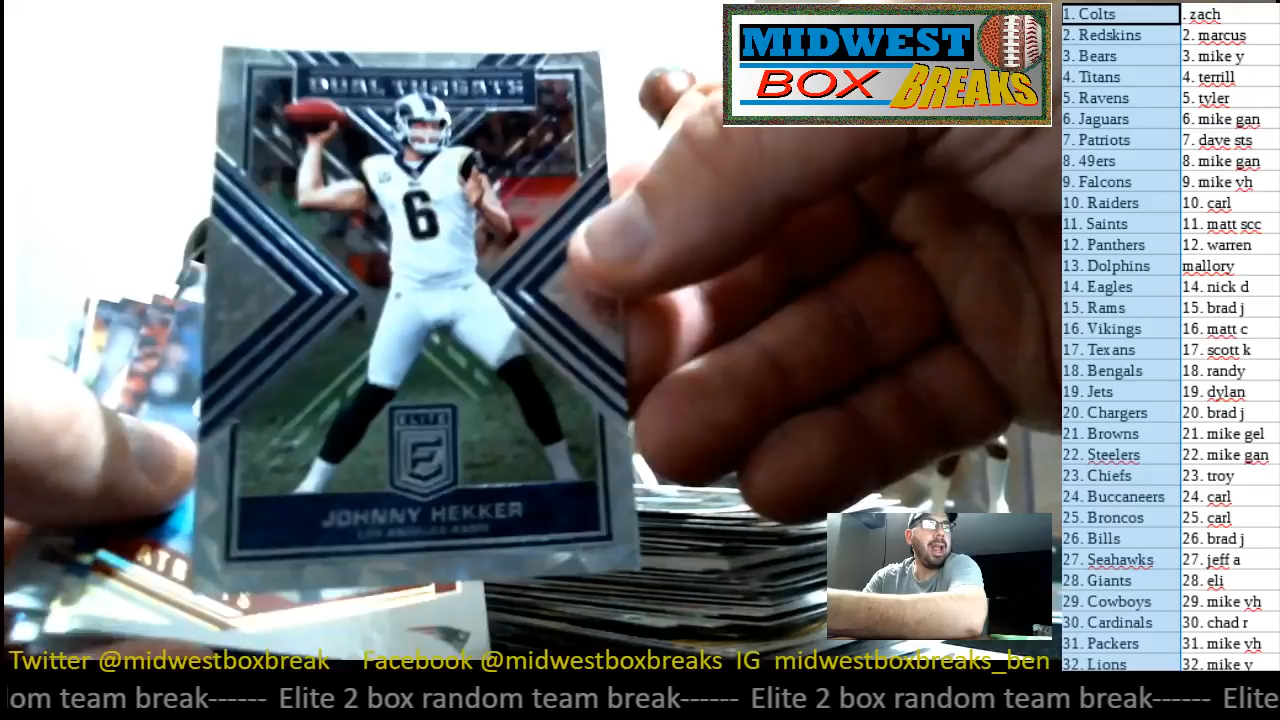 MIDWEST
BOX BREAKS
DUAL THREATS
6
ELITE
E
JOHNNY HEKKER
LOS ANGELES RAMS
1. Colts . zach
2. Redskins 2. marcus
3. Bears 3. mike y
4. Titans 4. terrill
5. Ravens 5. tyler
6. Jaguars 6. mike gan
7. Patriots 7. dave sts
8. 49ers 8. mike gan
9. Falcons 9. mike vh
10. Raiders 10. carl
11. Saints 11. matt scc
12. Panthers 12. warren
13. Dolphins mallory
14. Eagles 14. nick d
15. Rams 15. brad j
16. Vikings 16. matt c
17. Texans 17. scott k
18. Bengals 18. randy
19. Jets 19. dylan
20. Chargers 20. brad j
21. Browns 21. mike gel
22. Steelers 22. mike gan
23. Chiefs 23. troy
24. Buccaneers 24. carl
25. Broncos 25. carl
26. Bills 26. brad j
27. Seahawks 27. jeff a
28. Giants 28. eli
29. Cowboys 29. mike vh
30. Cardinals 30. chad r
31. Packers 31. mike vh
32. Lions 32. mike y
Twitter @midwestboxbreak Facebook @midwestboxbreaks IG midwestboxbreaks_ben
om team break------ Elite 2 box random team break------ Elite 2 box random team break------ Elite